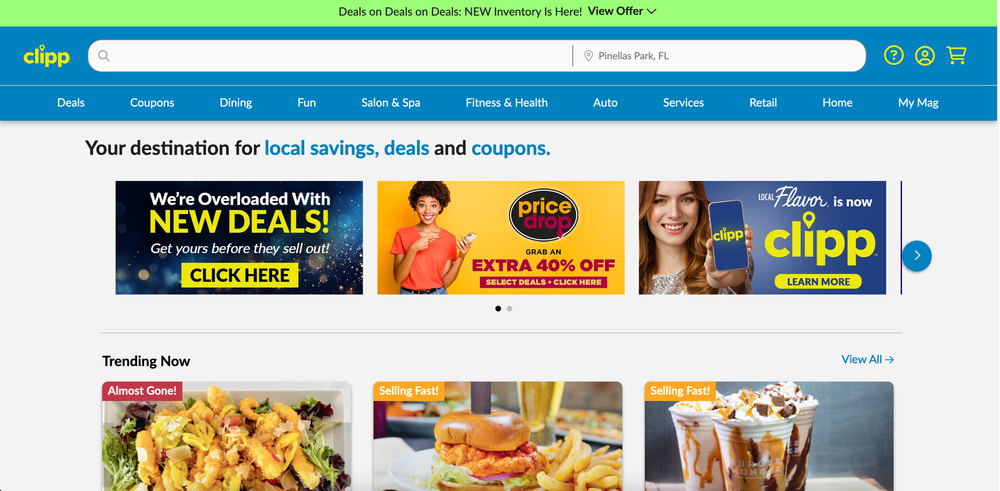 Deals on Deals on Deals: NEW Inventory Is Here! View Offer
clipp
Pinellas Park, FL
Deals Coupons Dining Fun Salon & Spa Fitness & Health Auto Services Retail Home My Mag
Your destination for local savings, deals and coupons.
We're Overloaded With
NEW DEALS!
Get yours before they sell out!
CLICK HERE
price
drop
GRAB AN
EXTRA 40% OFF
SELECT DEALS • CLICK HERE
clipp
LOCAL Flavor is now
clipp™
LEARN MORE
Trending Now
View All →
Almost Gone!
Selling Fast!
Selling Fast!
BURGER
MONGER